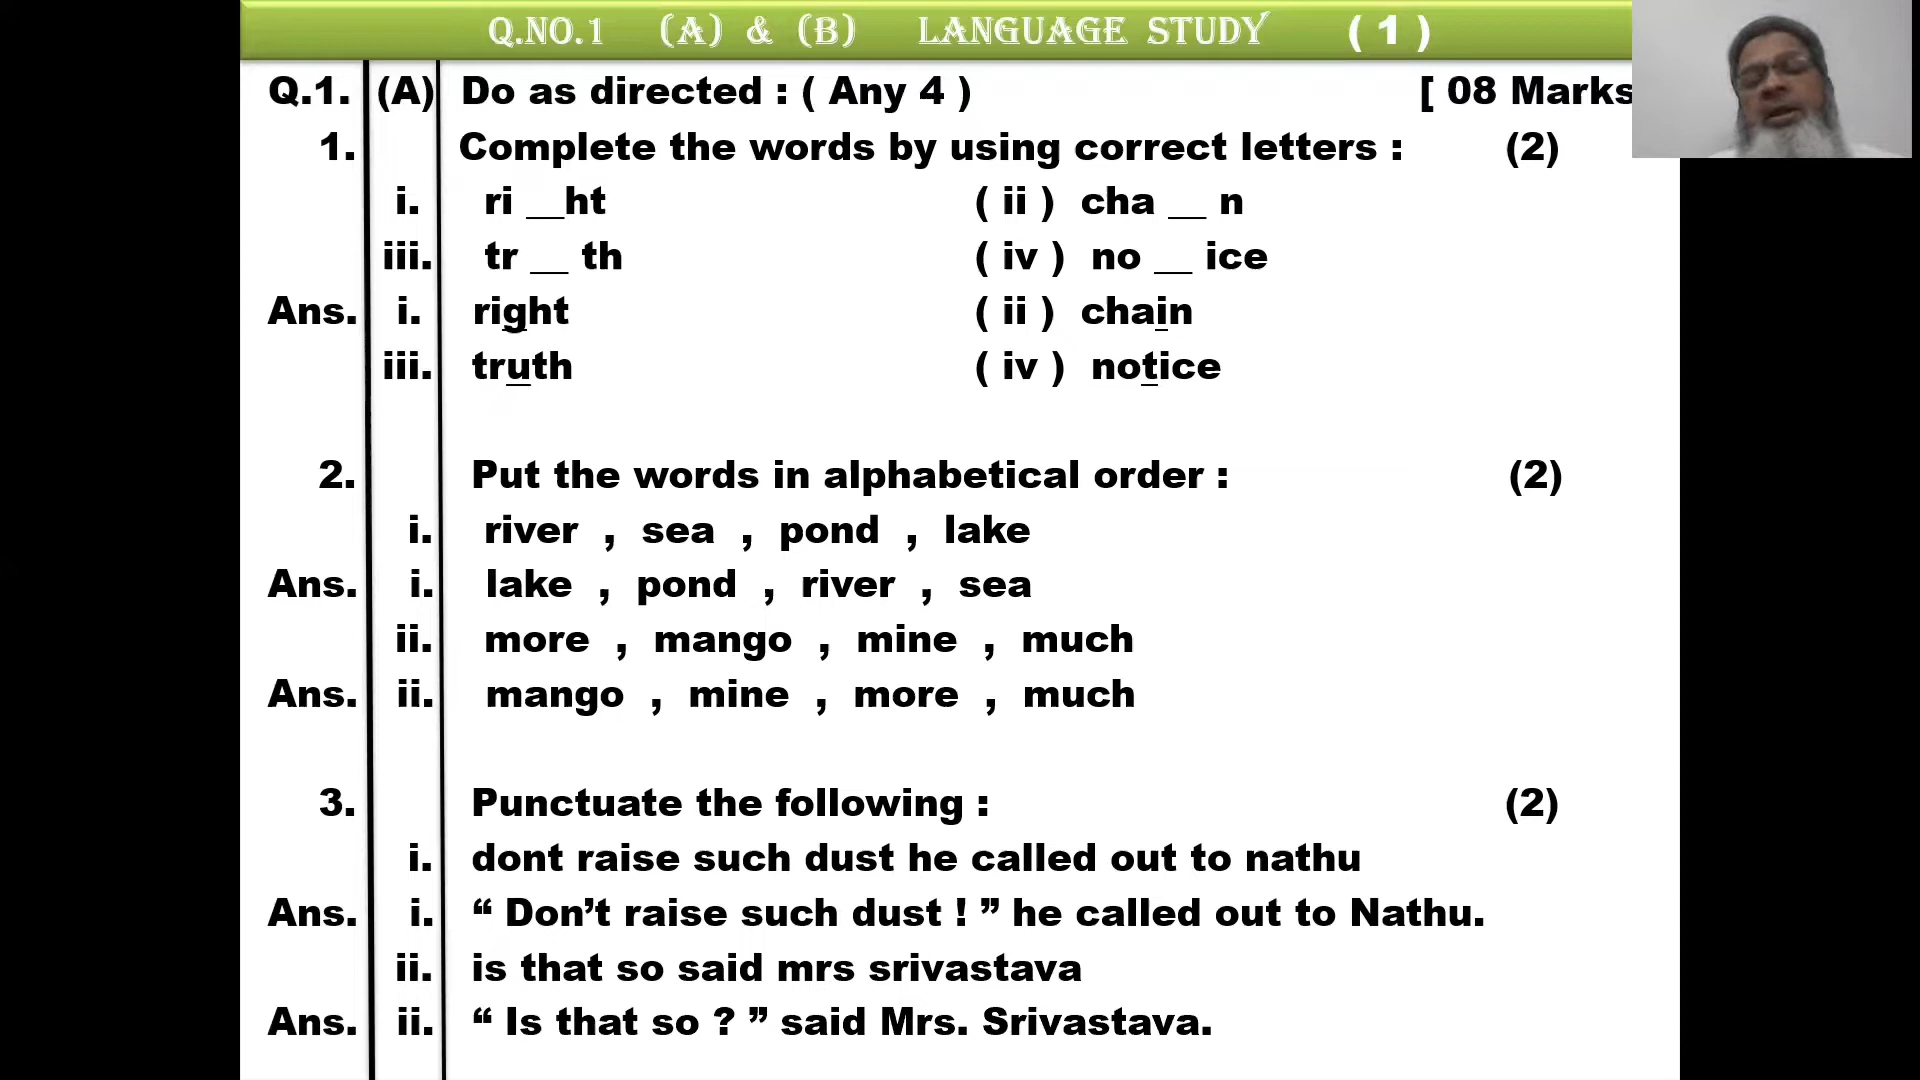 Q.NO.1 (A) & (B) LANGUAGE STUDY ( 1 )
Q.1. (A) Do as directed : ( Any 4 ) [ 08 Marks
1. Complete the words by using correct letters : (2)
i. ri __ht ( ii ) cha __ n
iii. tr __ th ( iv ) no __ ice
Ans. i. right ( ii ) chain
iii. truth ( iv ) notice
2. Put the words in alphabetical order : (2)
i. river , sea , pond , lake
Ans. i. lake , pond , river , sea
ii. more , mango , mine , much
Ans. ii. mango , mine , more , much
3. Punctuate the following : (2)
i. dont raise such dust he called out to nathu
Ans. i. “ Don’t raise such dust ! ” he called out to Nathu.
ii. is that so said mrs srivastava
Ans. ii. “ Is that so ? ” said Mrs. Srivastava.